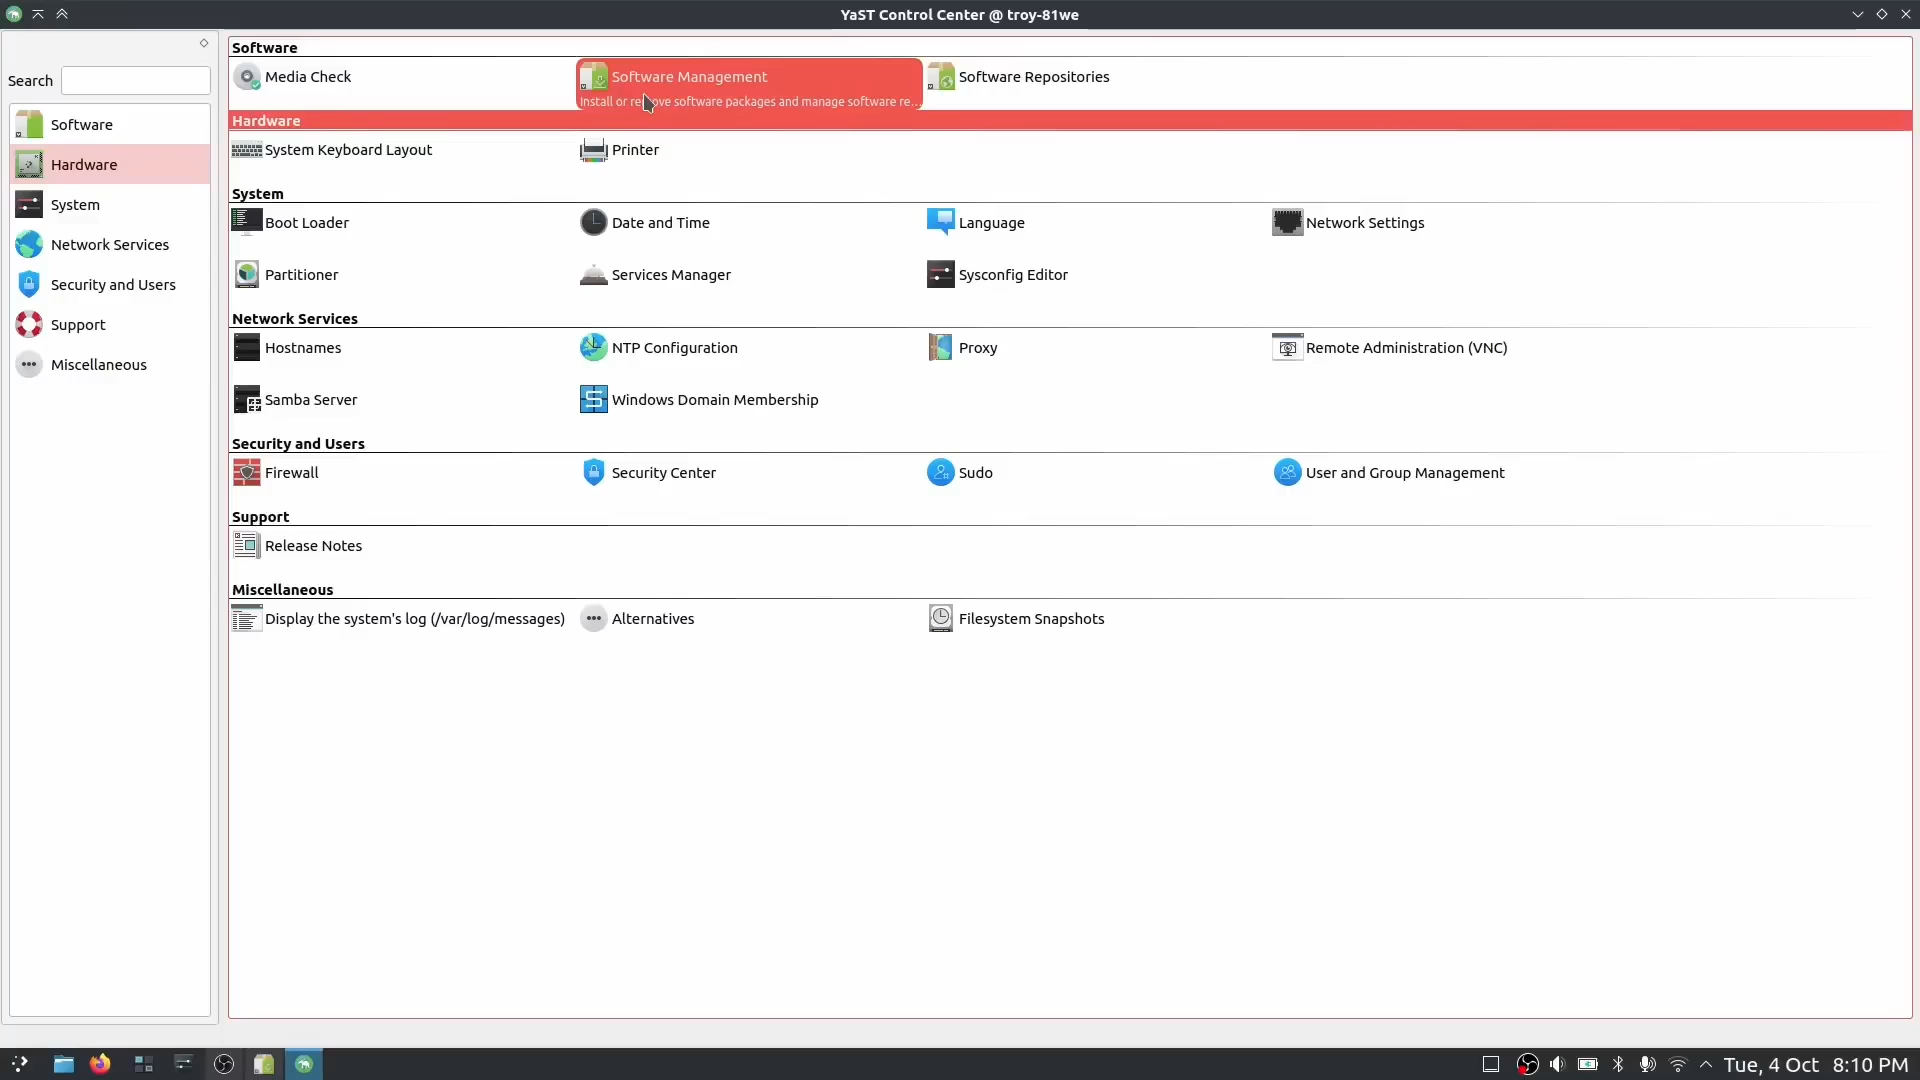 YaST Control Center @ troy-81we
Search
Software
Hardware
System
Network Services
Security and Users
Support
Miscellaneous
Software
Media Check
Software Management
Install or remove software packages and manage software re...
Software Repositories
Hardware
System Keyboard Layout
Printer
System
Boot Loader
Date and Time
Language
Network Settings
Partitioner
Services Manager
Sysconfig Editor
Network Services
Hostnames
NTP Configuration
Proxy
Remote Administration (VNC)
Samba Server
Windows Domain Membership
Security and Users
Firewall
Security Center
Sudo
User and Group Management
Support
Release Notes
Miscellaneous
Display the system's log (/var/log/messages)
Alternatives
Filesystem Snapshots
Tue, 4 Oct 8:10 PM